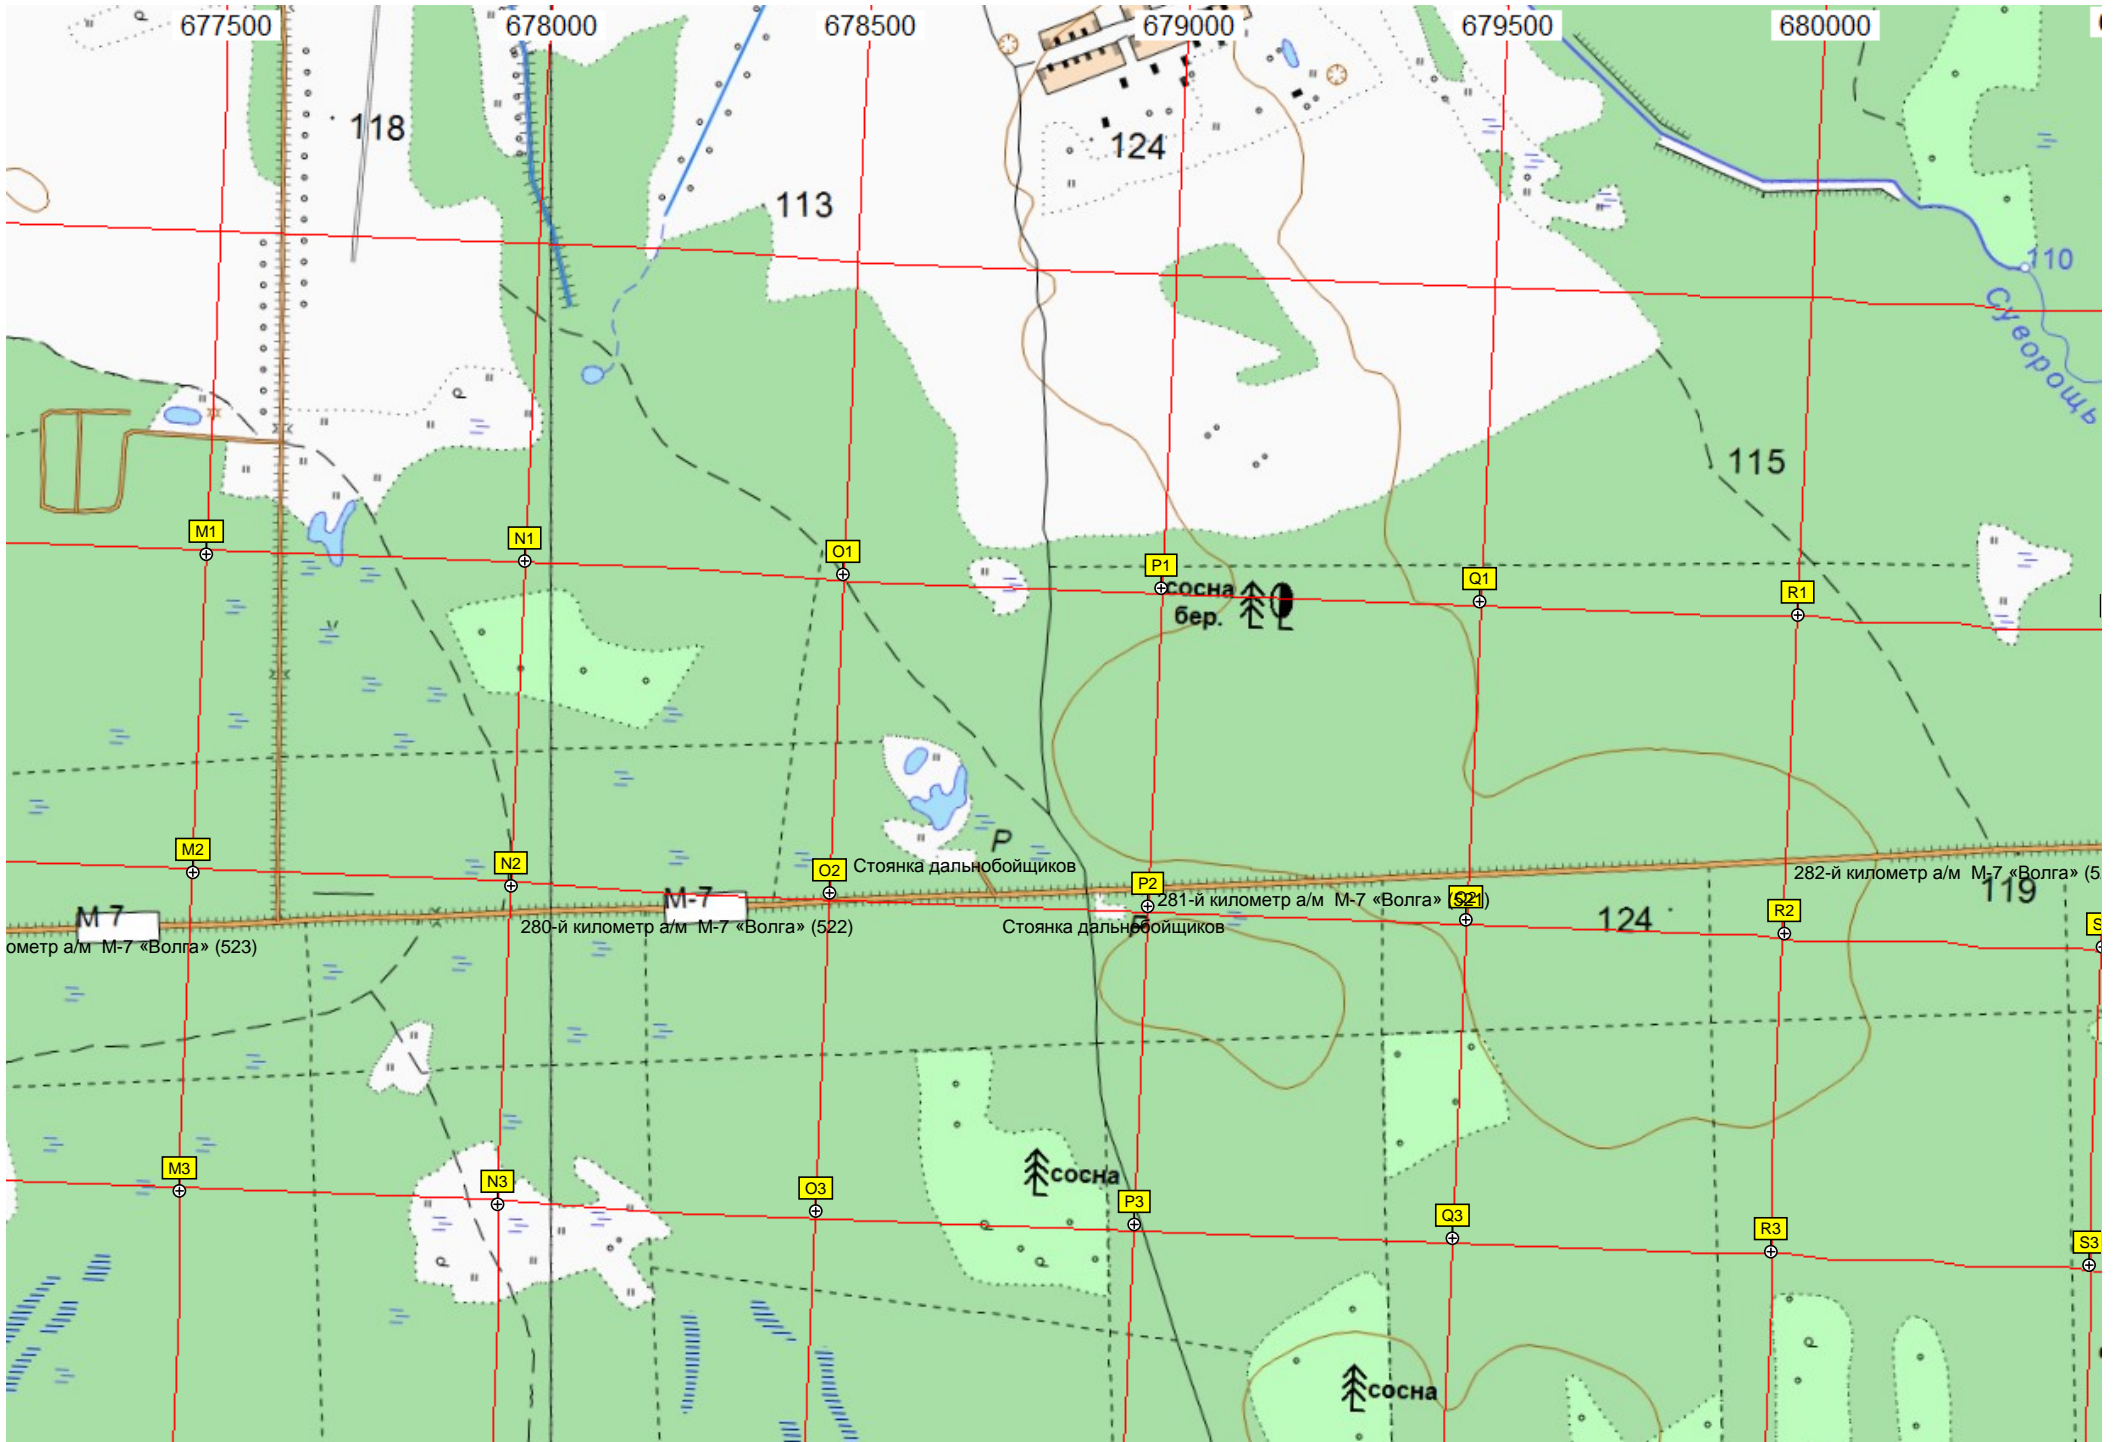 677500 678000 678500 679000 679500 680000
118
124
113
110
Суворощь
115
M1 N1 O1 P1 Q1 R1
сосна
бер.
M2 N2 O2 P2 R2
Р
Стоянка дальнобойщиков
М-7
М-7
281-й километр а/м М-7 «Волга» (521)
282-й километр а/м М-7 «Волга» (5
119
124
280-й километр а/м М-7 «Волга» (522)
Стоянка дальнобойщиков
Р
ометр а/м М-7 «Волга» (523)
S
M3 N3 O3 P3 Q3 R3 S3
сосна
сосна